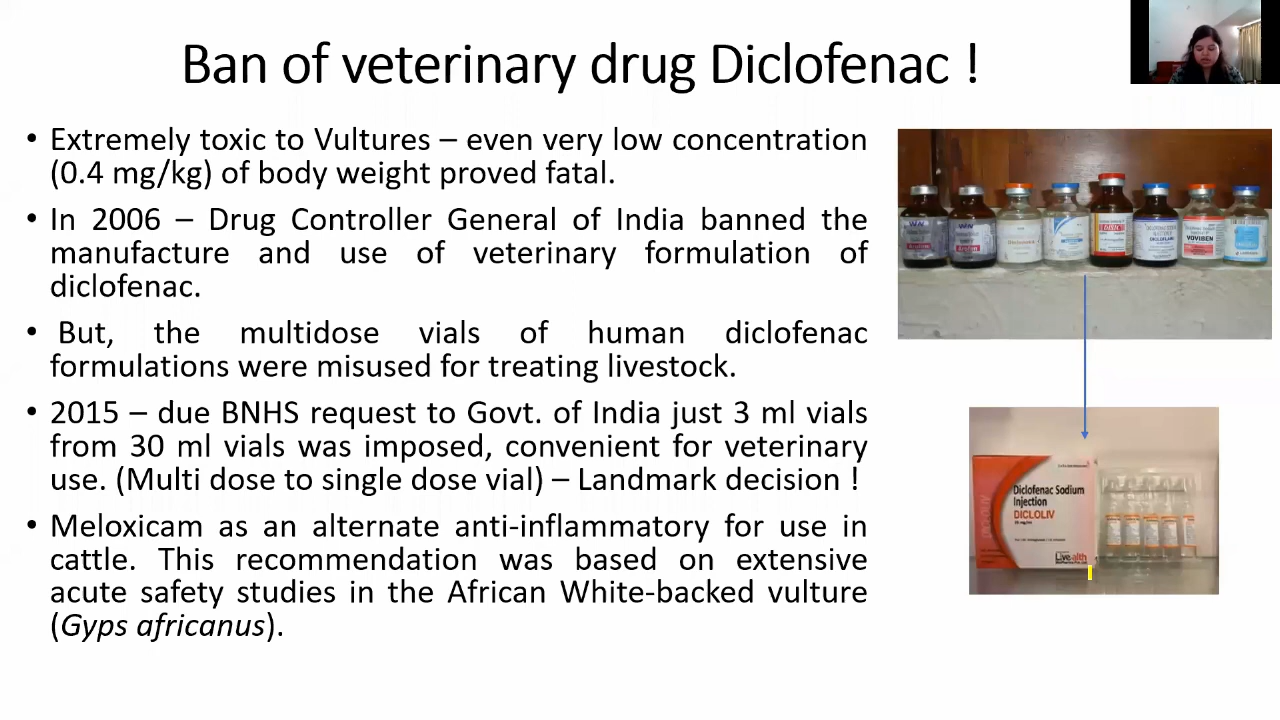 Ban of veterinary drug Diclofenac !
• Extremely toxic to Vultures – even very low concentration
(0.4 mg/kg) of body weight proved fatal.
• In 2006 – Drug Controller General of India banned the
manufacture and use of veterinary formulation of
diclofenac.
• But, the multidose vials of human diclofenac
formulations were misused for treating livestock.
• 2015 – due BNHS request to Govt. of India just 3 ml vials
from 30 ml vials was imposed, convenient for veterinary
use. (Multi dose to single dose vial) – Landmark decision !
• Meloxicam as an alternate anti-inflammatory for use in
cattle. This recommendation was based on extensive
acute safety studies in the African White-backed vulture
(Gyps africanus).
VOVIBEN
Diclofenac Sodium
Injection
DICLOLIV
Livealth